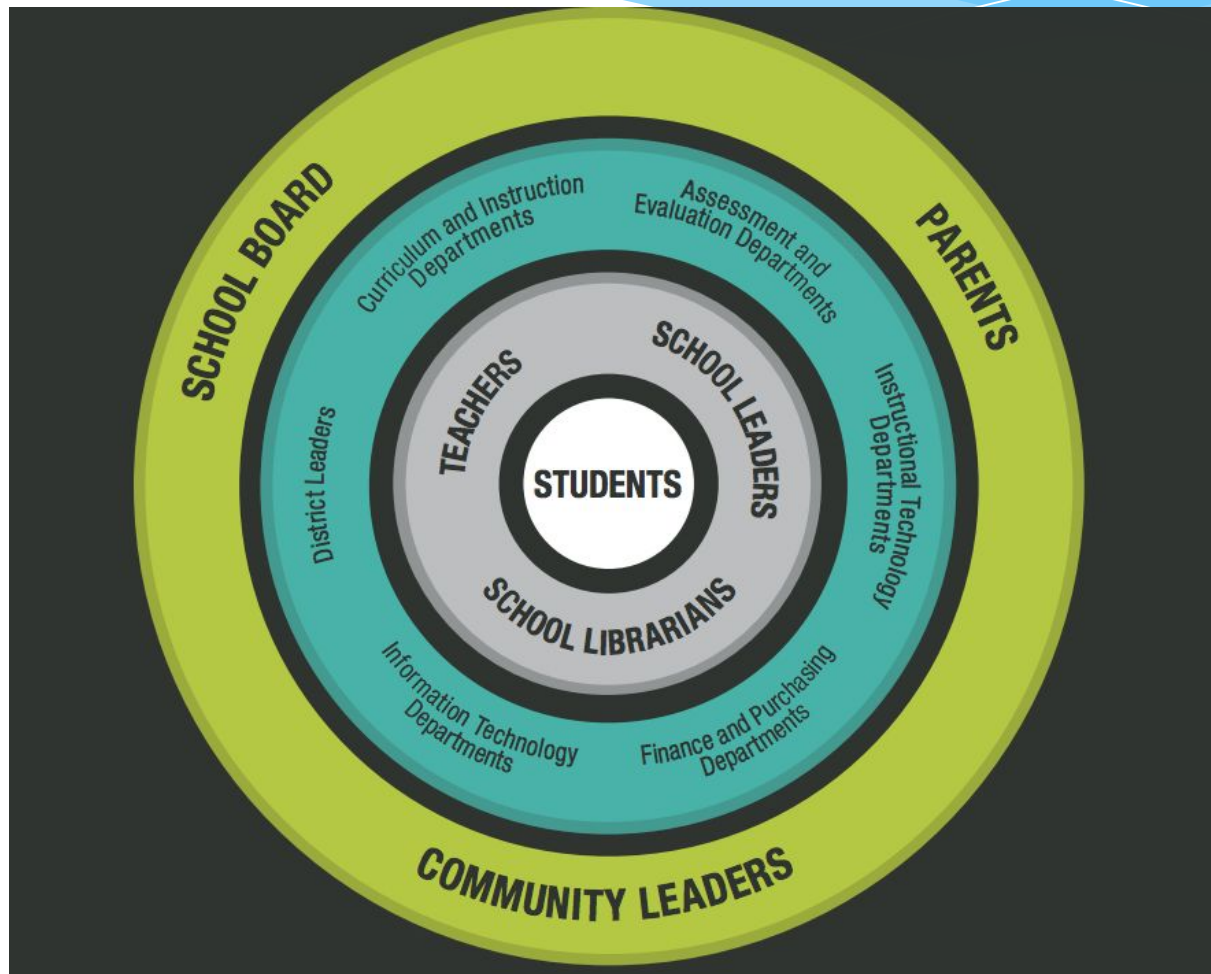 SCHOOL BOARD
PARENTS
COMMUNITY LEADERS
Curriculum and Instruction
Departments
Assessment and
Evaluation Departments
Instructional Technology
Departments
Finance and Purchasing
Departments
Information Technology
Departments
District Leaders
TEACHERS
SCHOOL LEADERS
SCHOOL LIBRARIANS
STUDENTS